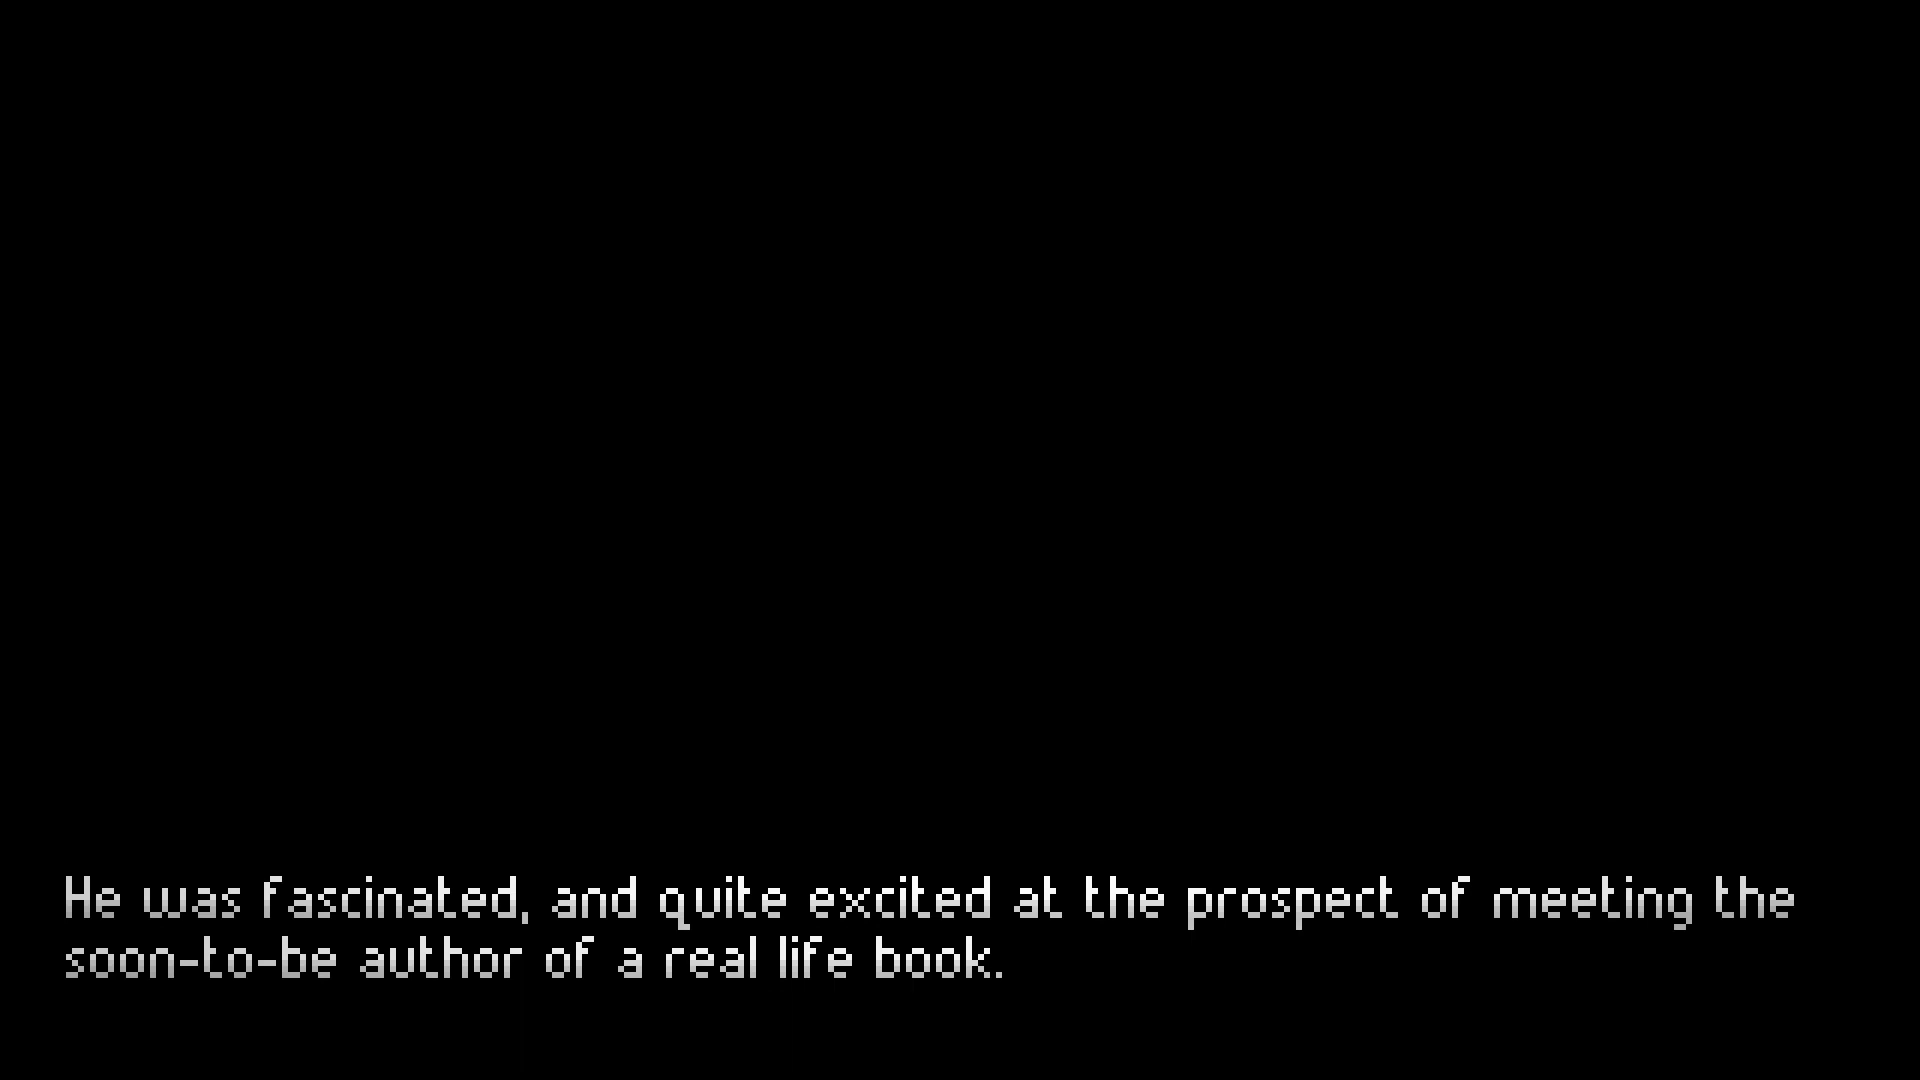 He was fascinated, and quite excited at the prospect of meeting the
soon-to-be author of a real life book.